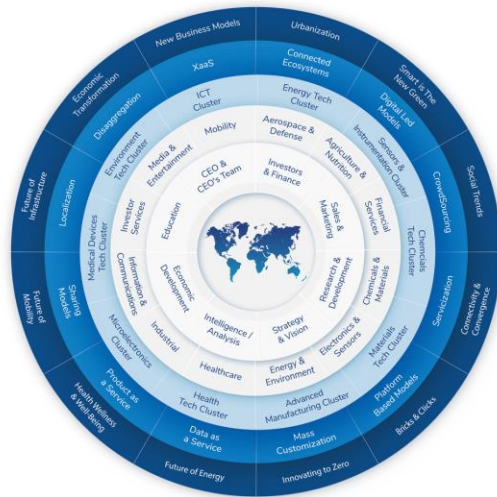 New Business Models
Urbanization
Smart is The
New Green
Social Trends
Connectivity &
Convergence
Bricks & Clicks
Innovating to Zero
Future of Energy
Health Wellness
& Well-Being
Future of
Mobility
Future of
Infrastructure
Economic
Transformation
XaaS
Connected
Ecosystems
Digital Led
Models
CrowdSourcing
Servicization
Platform
Based Models
Mass
Customization
Data as
a Service
Product as
a Service
Sharing
Models
Localization
Disaggregation
ICT
Cluster
Energy Tech
Cluster
Sensors &
Instrumentation Cluster
Chemcials
Tech Cluster
Materials
Tech Cluster
Advanced
Manufacturing Cluster
Health
Tech Cluster
Microelectronics
Cluster
Medical Devices
Tech Cluster
Environment
Tech Cluster
Mobility
Aerospace &
Defense
Agriculture &
Nutrition
Financial
Services
Chemicals &
Materials
Electronics &
Sensors
Energy &
Environment
Healthcare
Industrial
Information &
Communications
Investor
Services
Media &
Entertainment
CEO &
CEO's Team
Investors
& Finance
Sales &
Marketing
Research &
Development
Strategy
& Vision
Intelligence /
Analysis
Economic
Development
Education